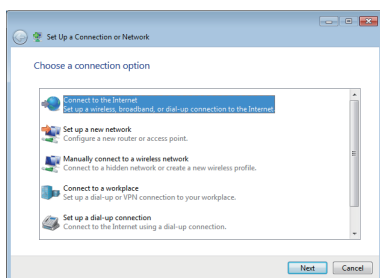 Set Up a Connection or Network
Choose a connection option
Connect to the Internet
Set up a wireless, broadband, or dial-up connection to the Internet.
Set up a new network
Configure a new router or access point.
Manually connect to a wireless network
Connect to a hidden network or create a new wireless profile.
Connect to a workplace
Set up a dial-up or VPN connection to your workplace.
Set up a dial-up connection
Connect to the Internet using a dial-up connection.
Next Cancel